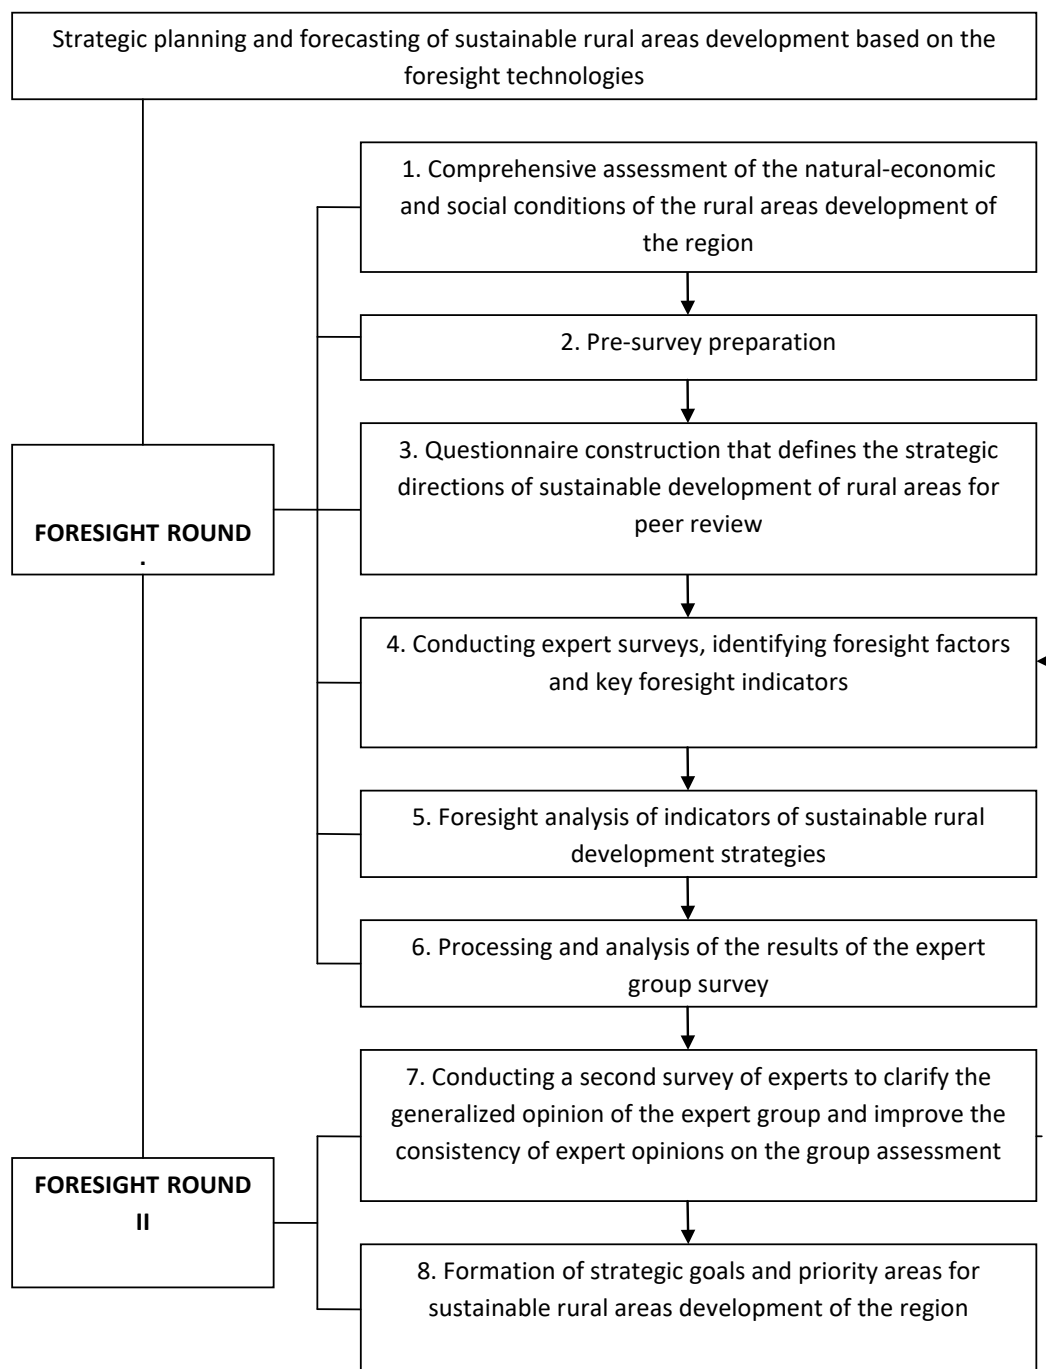 Strategic planning and forecasting of sustainable rural areas development based on the
foresight technologies
1. Comprehensive assessment of the natural-economic
and social conditions of the rural areas development of
the region
2. Pre-survey preparation
3. Questionnaire construction that defines the strategic
directions of sustainable development of rural areas for
peer review
FORESIGHT ROUND
4. Conducting expert surveys, identifying foresight factors
and key foresight indicators
5. Foresight analysis of indicators of sustainable rural
development strategies
6. Processing and analysis of the results of the expert
group survey
7. Conducting a second survey of experts to clarify the
generalized opinion of the expert group and improve the
consistency of expert opinions on the group assessment
FORESIGHT ROUND
II
8. Formation of strategic goals and priority areas for
sustainable rural areas development of the region